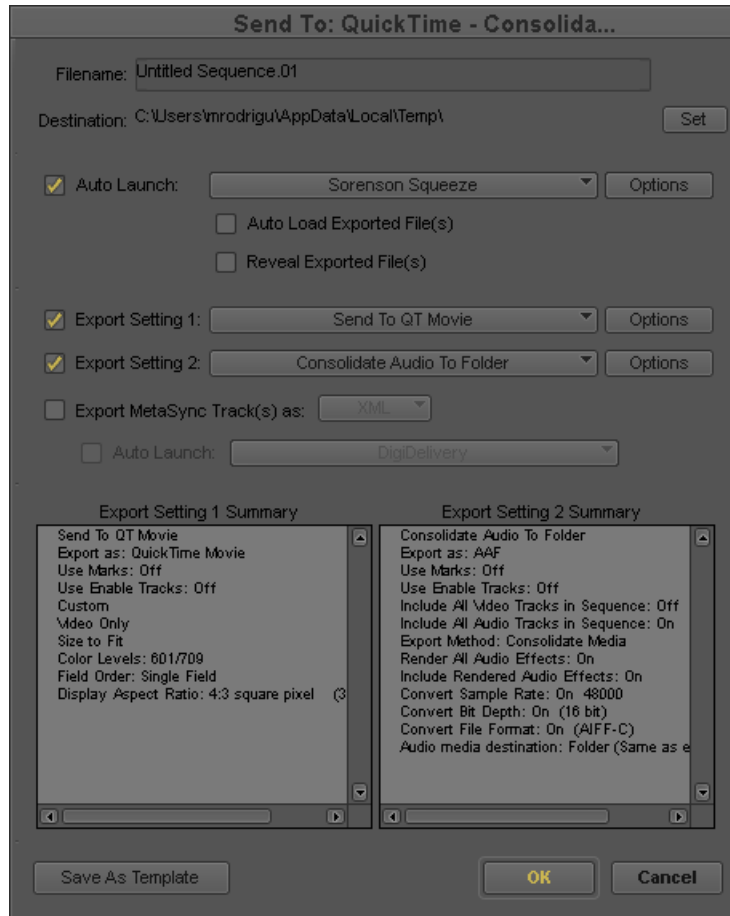 Send To: QuickTime - Consolida...
Filename: Untitled Sequence.01
Destination: C:\Users\mrodrigu\AppData\Local\Temp\ Set
Auto Launch: Sorenson Squeeze Options
Auto Load Exported File(s)
Reveal Exported File(s)
Export Setting 1: Send To QT Movie Options
Export Setting 2: Consolidate Audio To Folder Options
Export MetaSync Track(s) as: XML
Auto Launch: DigiDelivery
Export Setting 1 Summary
Send To QT Movie
Export as: QuickTime Movie
Use Marks: Off
Use Enable Tracks: Off
Custom
Video Only
Size to Fit
Color Levels: 601/709
Field Order: Single Field
Display Aspect Ratio: 4:3 square pixel (3
Export Setting 2 Summary
Consolidate Audio To Folder
Export as: AAF
Use Marks: Off
Use Enable Tracks: Off
Include All Video Tracks in Sequence: Off
Include All Audio Tracks in Sequence: On
Export Method: Consolidate Media
Render All Audio Effects: On
Include Rendered Audio Effects: On
Convert Sample Rate: On 48000
Convert Bit Depth: On (16 bit)
Convert File Format: On (AIFF-C)
Audio media destination: Folder (Same as e
Save As Template OK Cancel